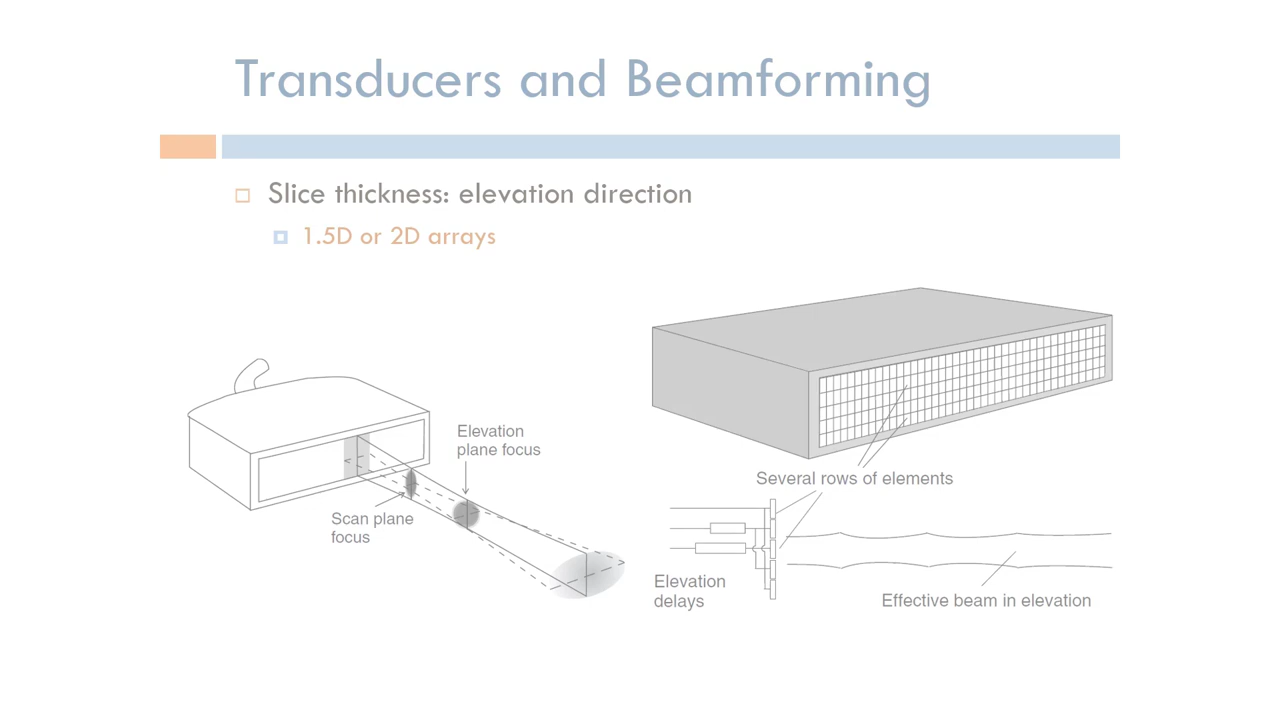 Transducers and Beamforming
Slice thickness: elevation direction
1.5D or 2D arrays
Elevation
plane focus
Scan plane
focus
Several rows of elements
Elevation
delays
Effective beam in elevation